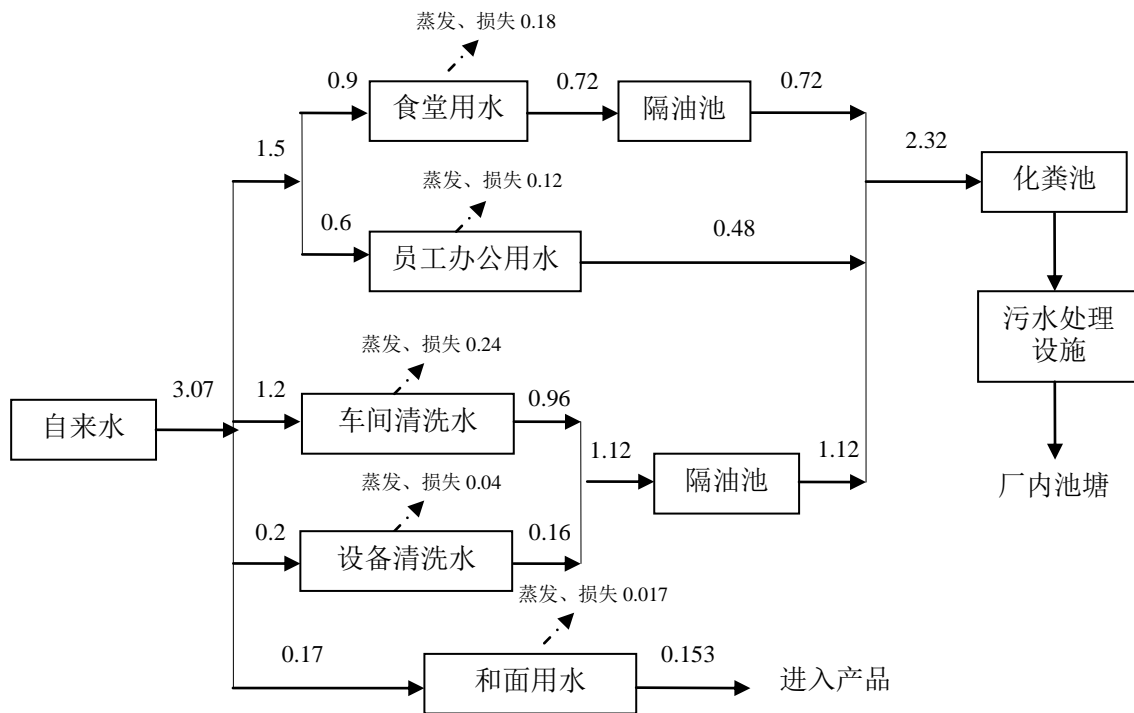 蒸发、损失 0.18
0.9
食堂用水
0.72
隔油池
0.72
1.5
2.32
化粪池
蒸发、损失 0.12
0.6
员工办公用水
0.48
污水处理
设施
蒸发、损失 0.24
自来水
3.07
1.2
车间清洗水
0.96
1.12
隔油池
1.12
厂内池塘
蒸发、损失 0.04
0.2
设备清洗水
0.16
蒸发、损失 0.017
0.17
和面用水
0.153
进入产品